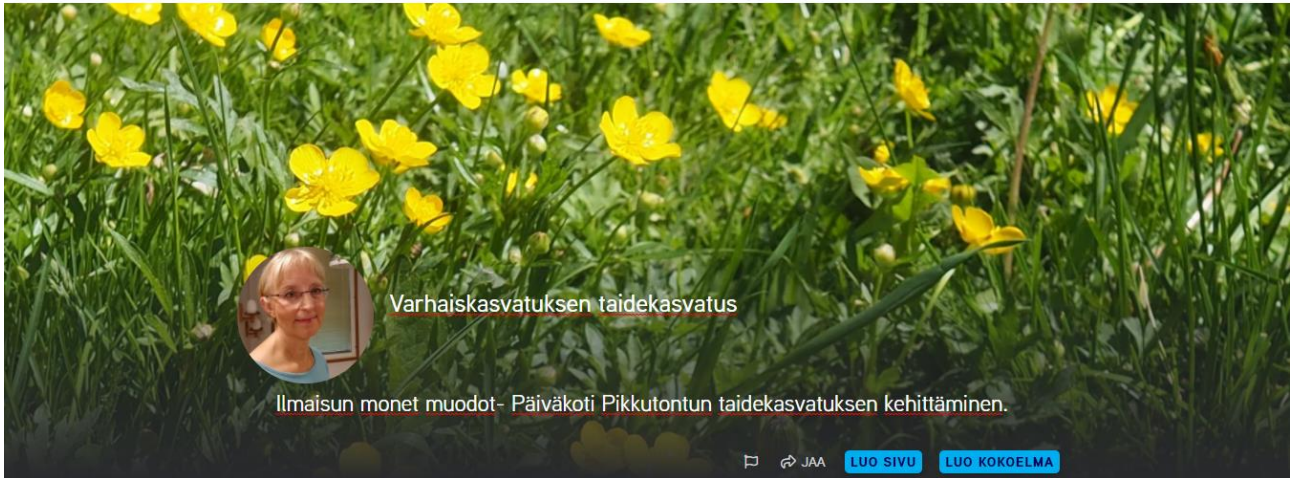 Varhaiskasvatuksen taidekasvatus
Ilmaisun monet muodot- Päiväkoti Pikkutontun taidekasvatuksen kehittäminen.
JAA LUO SIVU LUO KOKOELMA